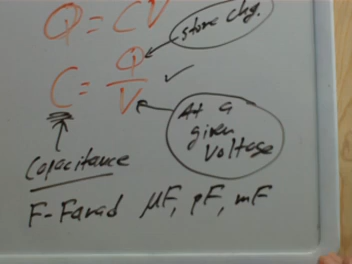 Q = CV
store chg.
C = Q/V ✓
At a
given
Voltage
Capacitance
F-Farad μF, pF, mF